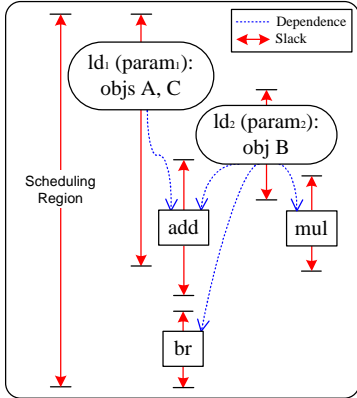 Dependence
Slack
ld₁ (param₁):
objs A, C
ld₂ (param₂):
obj B
Scheduling
Region
add
mul
br